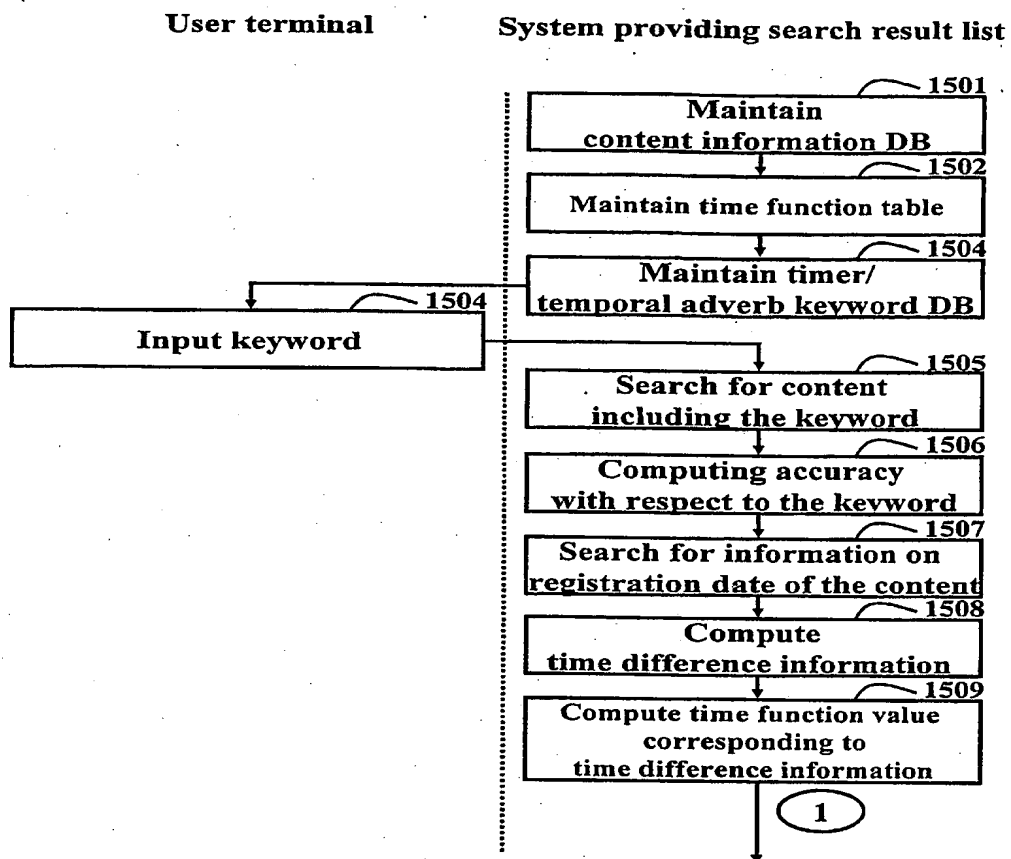 User terminal
System providing search result list
1501
Maintain
content information DB
1502
Maintain time function table
1504
Maintain timer/
temporal adverb keyword DB
1504
Input keyword
1505
Search for content
including the keyword
1506
Computing accuracy
with respect to the keyword
1507
Search for information on
registration date of the content
1508
Compute
time difference information
1509
Compute time function value
corresponding to
time difference information
1